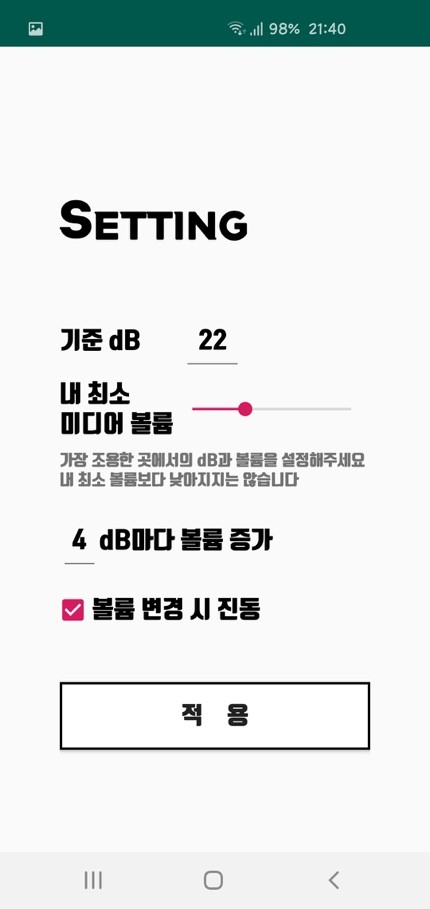 98% 21:40
SETTING
기준 dB 22
내 최소
미디어 볼륨
가장 조용한 곳에서의 dB과 볼륨을 설정해주세요
내 최소 볼륨보다 낮아지지는 않습니다
4 dB마다 볼륨 증가
볼륨 변경 시 진동
적 용